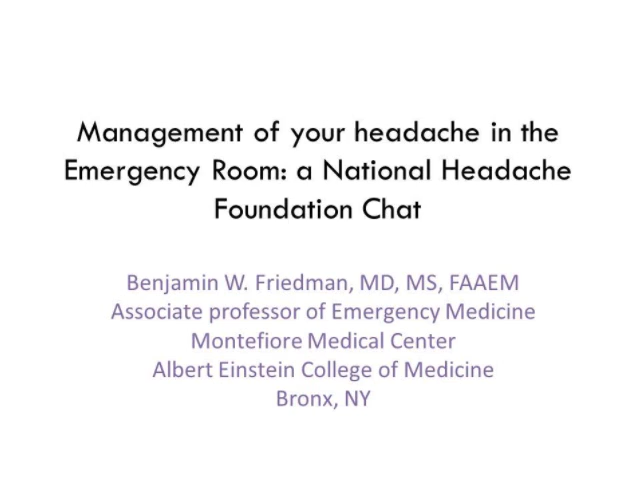 Management of your headache in the
Emergency Room: a National Headache
Foundation Chat
Benjamin W. Friedman, MD, MS, FAAEM
Associate professor of Emergency Medicine
Montefiore Medical Center
Albert Einstein College of Medicine
Bronx, NY